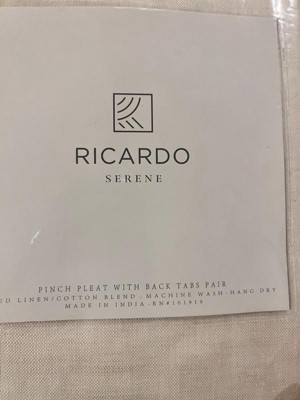 RICARDO
SERENE
PINCH PLEAT WITH BACK TABS PAIR
LINEN/COTTON BLEND . MACHINE WASH-HANG DRY
MADE IN INDIA .